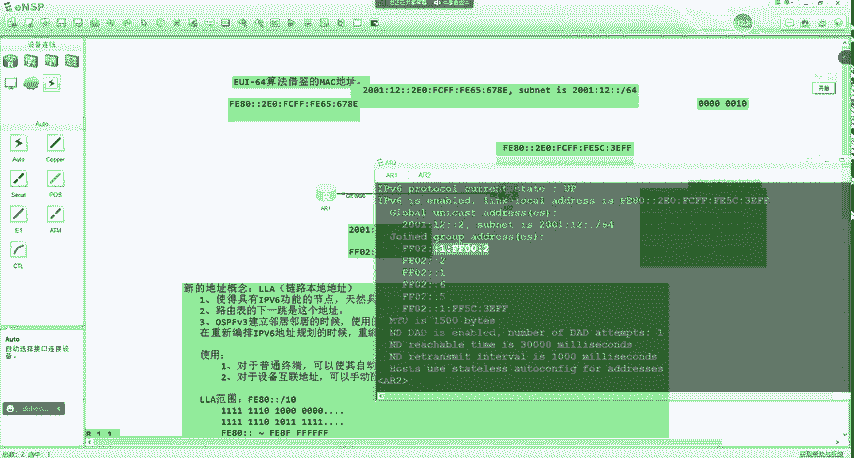 eNSP
设备连线
EUI-64算法借鉴的MAC地址。
2001:12::2E0:FCFF:FE65:678E, subnet is 2001:12::/64
FE80::2E0:FCFF:FE65:678E
0000 0010
开单
Auto
FE80::2E0:FCFF:FE5C:3EFF
Auto
Copper
Serial
POS
E1
ATM
CTL
AR1
AR2
AR1
AR2
IPv6 protocol current state : UP
IPv6 is enabled, link-local address is FE80::2E0:FCFF:FE5C:3EFF
Global unicast address(es):
2001:12::2, subnet is 2001:12::/64
Joined group address(es):
FF02::1:FF00:2
FF02::2
FF02::1
FF02::6
FF02::5
FF02::1:FF5C:3EFF
MTU is 1500 bytes
ND DAD is enabled, number of DAD attempts: 1
ND reachable time is 30000 milliseconds
ND retransmit interval is 1000 milliseconds
Hosts use stateless autoconfig for addresses
<AR2>
2001:
FF02:
新的地址概念：LLA（链路本地地址）
1、使得具有IPV6功能的节点，天然具
2、路由表的下一跳是这个地址。
3、OSPFv3建立邻居邻居的时候，使用
在重新编排IPV6地址规划的时候，重
使用：
1、对于普通终端，可以使其自动
2、对于设备互联地址，可以手动
LLA范围：FE80::/10
1111 1110 1000 0000....
1111 1110 1011 1111....
FE80:: ~ FEBF FFFFFF
Auto
自动选择接口连接设备。